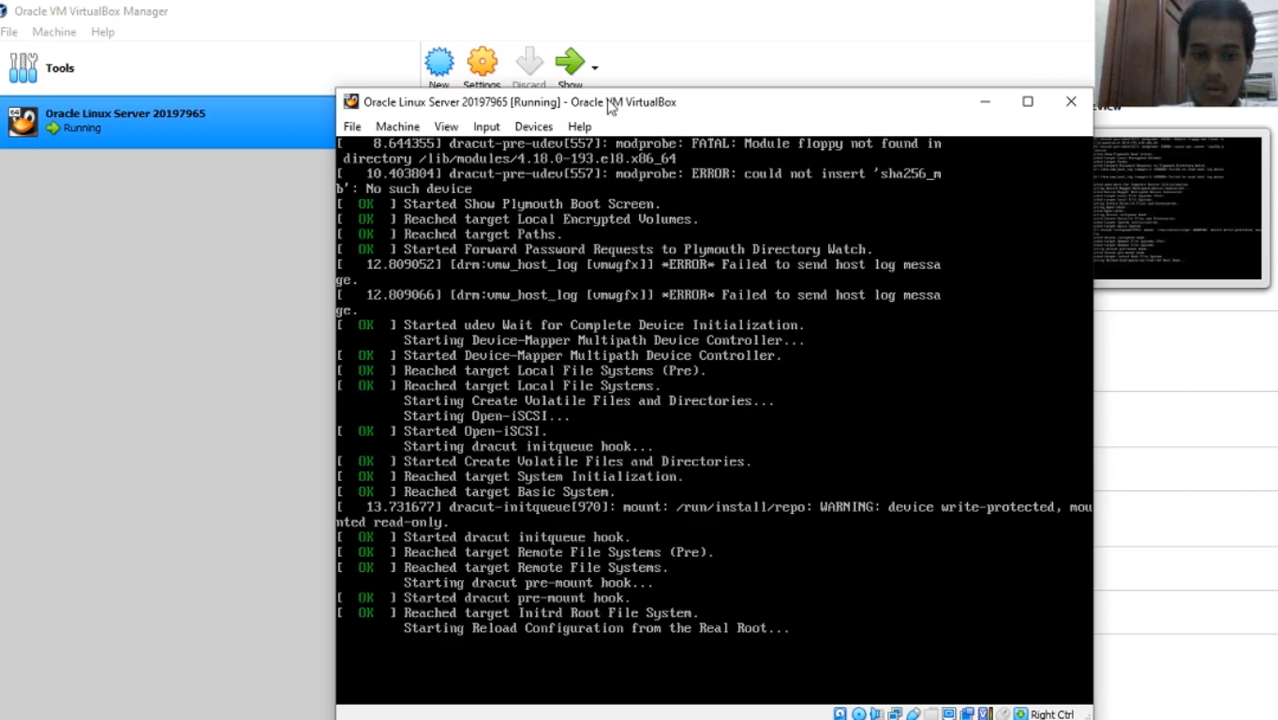 Oracle VM VirtualBox Manager
File Machine Help
Tools
New Settings Discard Show
Oracle Linux Server 20197965
Running
Oracle Linux Server 20197965 [Running] - Oracle VM VirtualBox
File Machine View Input Devices Help
[ 8.644355] dracut-pre-udev[557]: modprobe: FATAL: Module floppy not found in
directory /lib/modules/4.18.0-193.el8.x86_64
[ 10.493894] dracut-pre-udev[557]: modprobe: ERROR: could not insert 'sha256_m
b': No such device
[ OK ] Started Show Plymouth Boot Screen.
[ OK ] Reached target Local Encrypted Volumes.
[ OK ] Reached target Paths.
[ OK ] Started Forward Password Requests to Plymouth Directory Watch.
[drm:vmw_host_log [vmwgfx]] *ERROR* Failed to send host log messa
ge.
[ 12.809066] [drm:vmw_host_log [vmwgfx]] *ERROR* Failed to send host log messa
ge.
[ OK ] Started udev Wait for Complete Device Initialization.
Starting Device-Mapper Multipath Device Controller...
[ OK ] Started Device-Mapper Multipath Device Controller.
[ OK ] Reached target Local File Systems (Pre).
[ OK ] Reached target Local File Systems.
Starting Create Volatile Files and Directories...
Starting Open-iSCSI...
[ OK ] Started Open-iSCSI.
Starting dracut initqueue hook...
[ OK ] Started Create Volatile Files and Directories.
[ OK ] Reached target System Initialization.
[ OK ] Reached target Basic System.
[ 13.731677] dracut-initqueue[970]: mount: /run/install/repo: WARNING: device write-protected, mou
nted read-only.
[ OK ] Started dracut initqueue hook.
[ OK ] Reached target Remote File Systems (Pre).
[ OK ] Reached target Remote File Systems.
Starting dracut pre-mount hook...
[ OK ] Started dracut pre-mount hook.
[ OK ] Reached target Initrd Root File System.
Starting Reload Configuration from the Real Root...
Right Ctrl